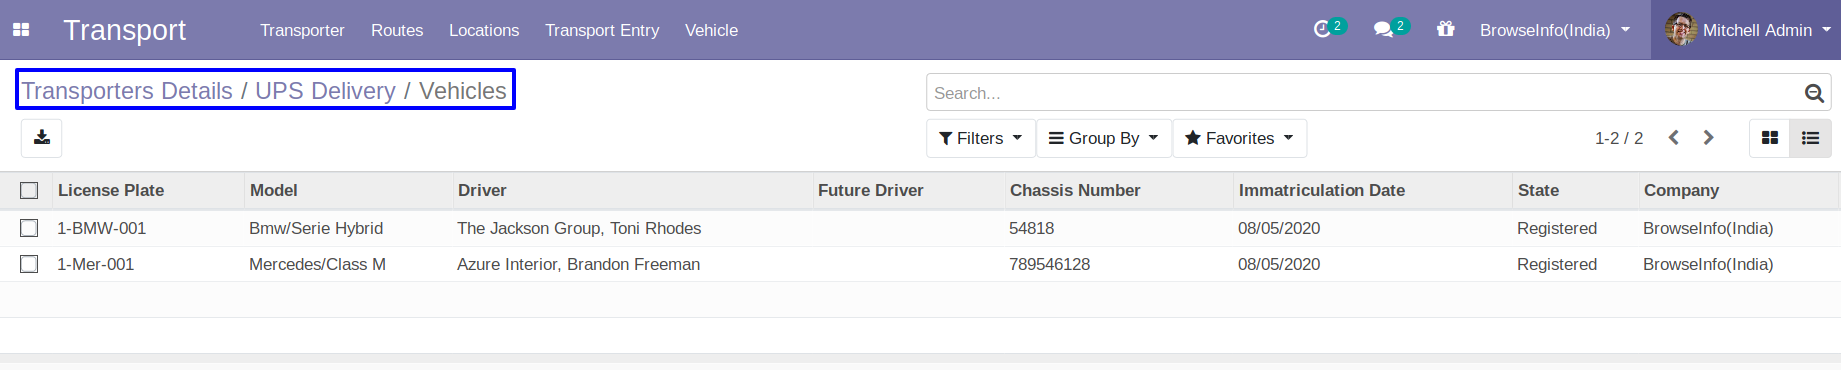 Transport Transporter Routes Locations Transport Entry Vehicle 2 2 BrowseInfo(India) Mitchell Admin
Transporters Details / UPS Delivery / Vehicles
Search...
Filters Group By Favorites 1-2 / 2
License Plate Model Driver Future Driver Chassis Number Immatriculation Date State Company
1-BMW-001 Bmw/Serie Hybrid The Jackson Group, Toni Rhodes 54818 08/05/2020 Registered BrowseInfo(India)
1-Mer-001 Mercedes/Class M Azure Interior, Brandon Freeman 789546128 08/05/2020 Registered BrowseInfo(India)